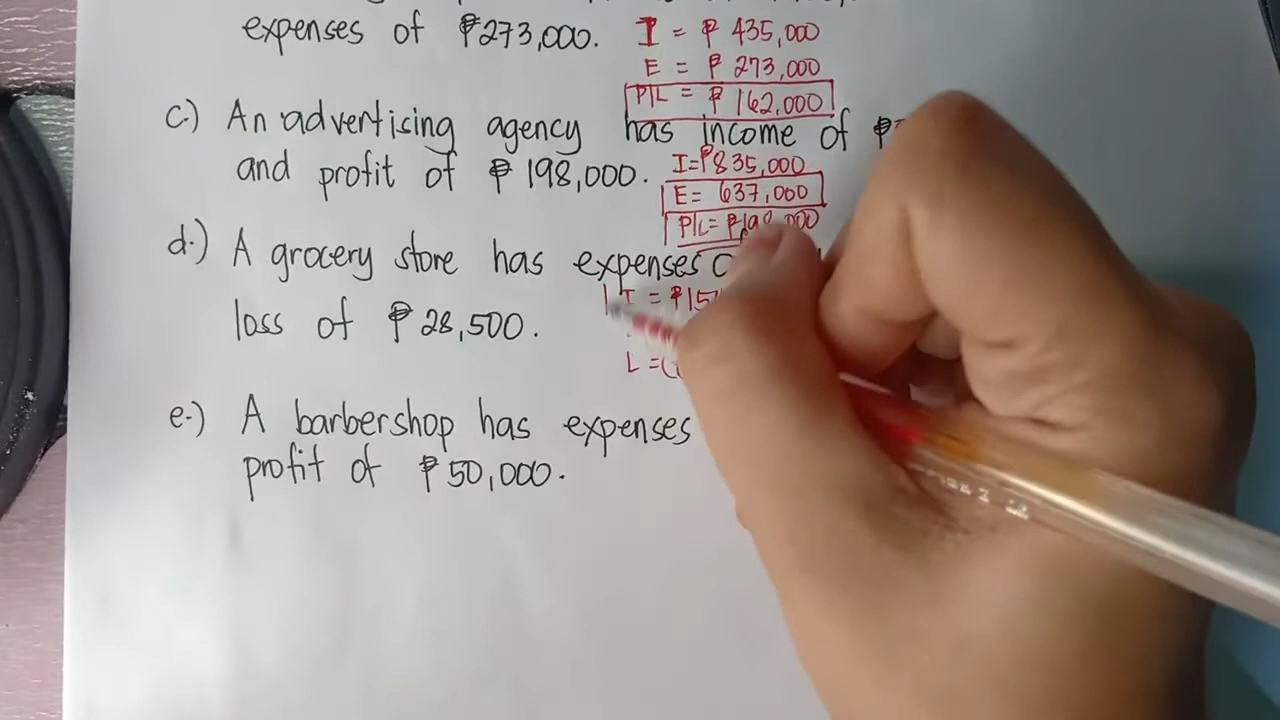 expenses of ₱273,000. I = ₱ 435,000
E = ₱ 273,000
P/L = ₱ 162,000
c.) An advertising agency has income of
and profit of ₱ 198,000. I=₱835,000
E= 637,000
P/L=
d.) A grocery store has expenses
I = 
loss of ₱ 28,500.
L =
e.) A barbershop has expenses
profit of ₱ 50,000.